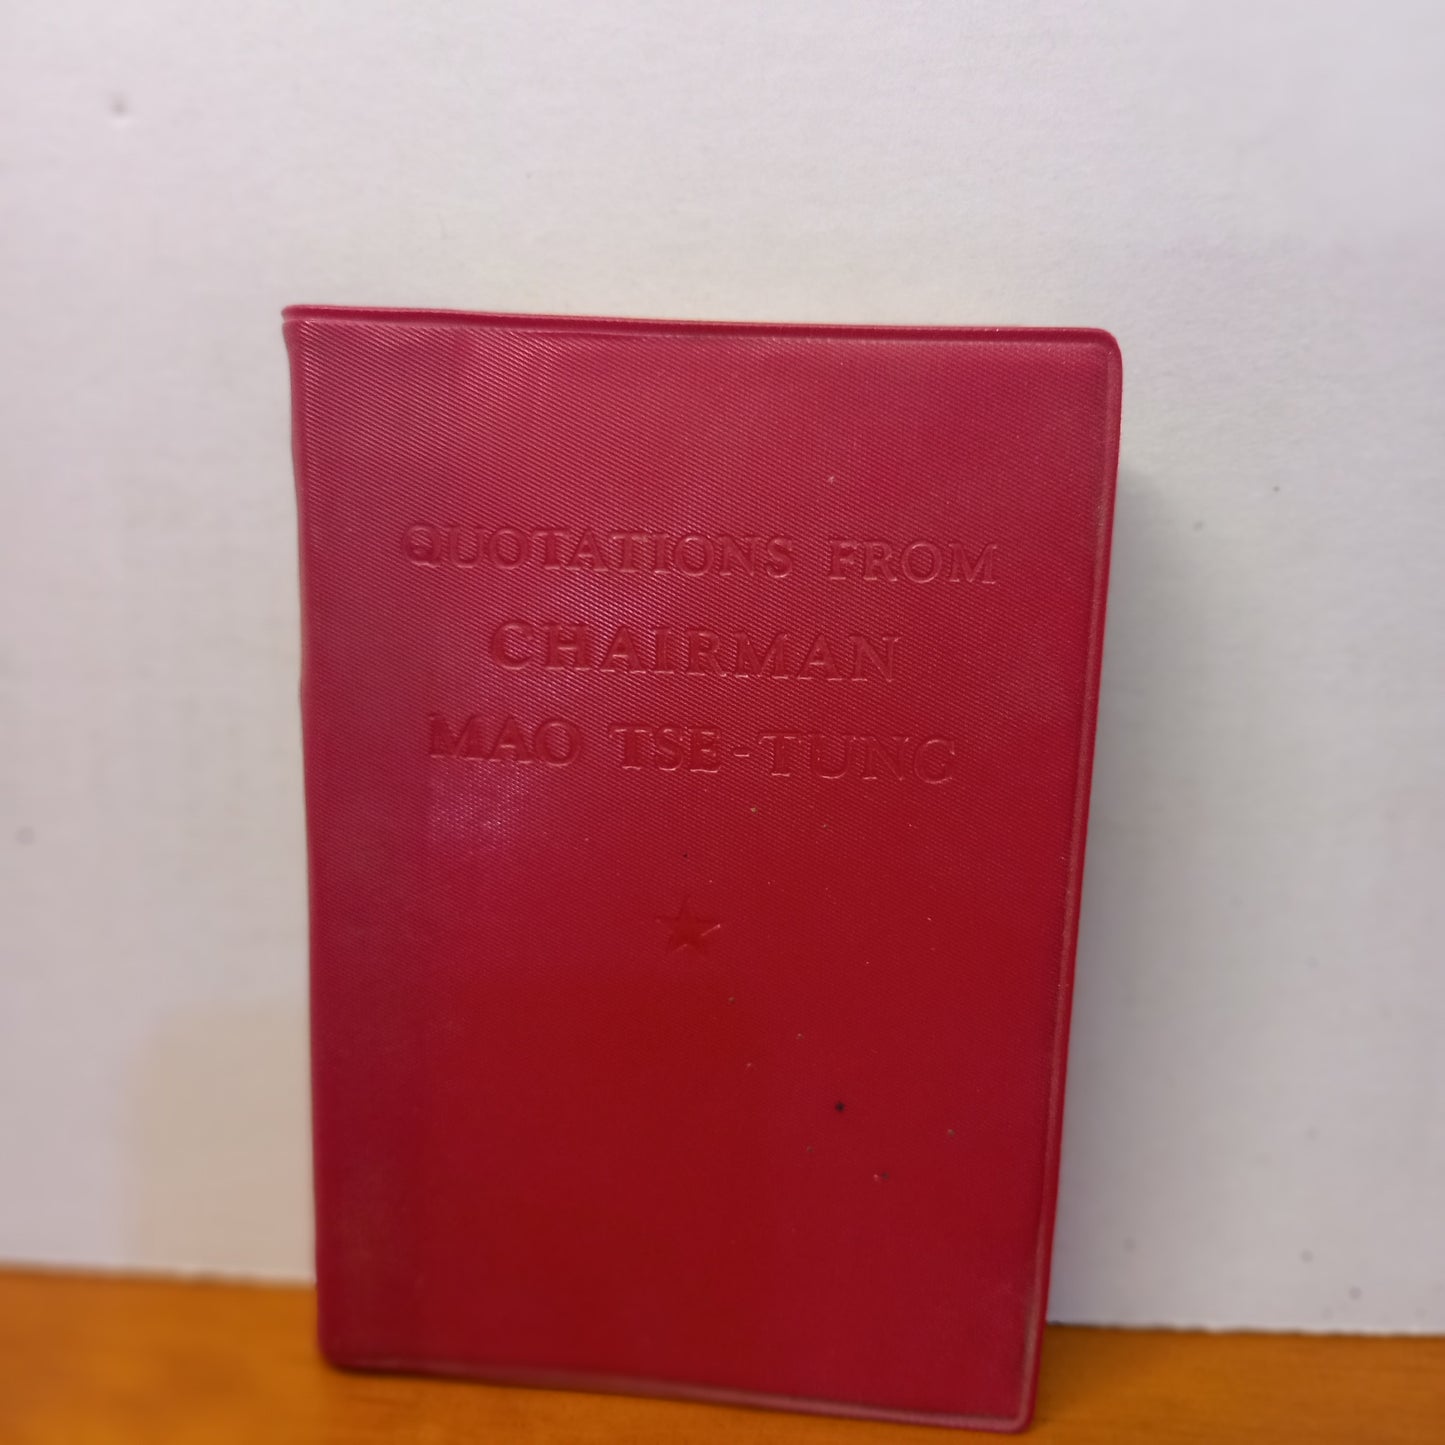 QUOTATIONS FROM
CHAIRMAN
MAO TSE-TUNG